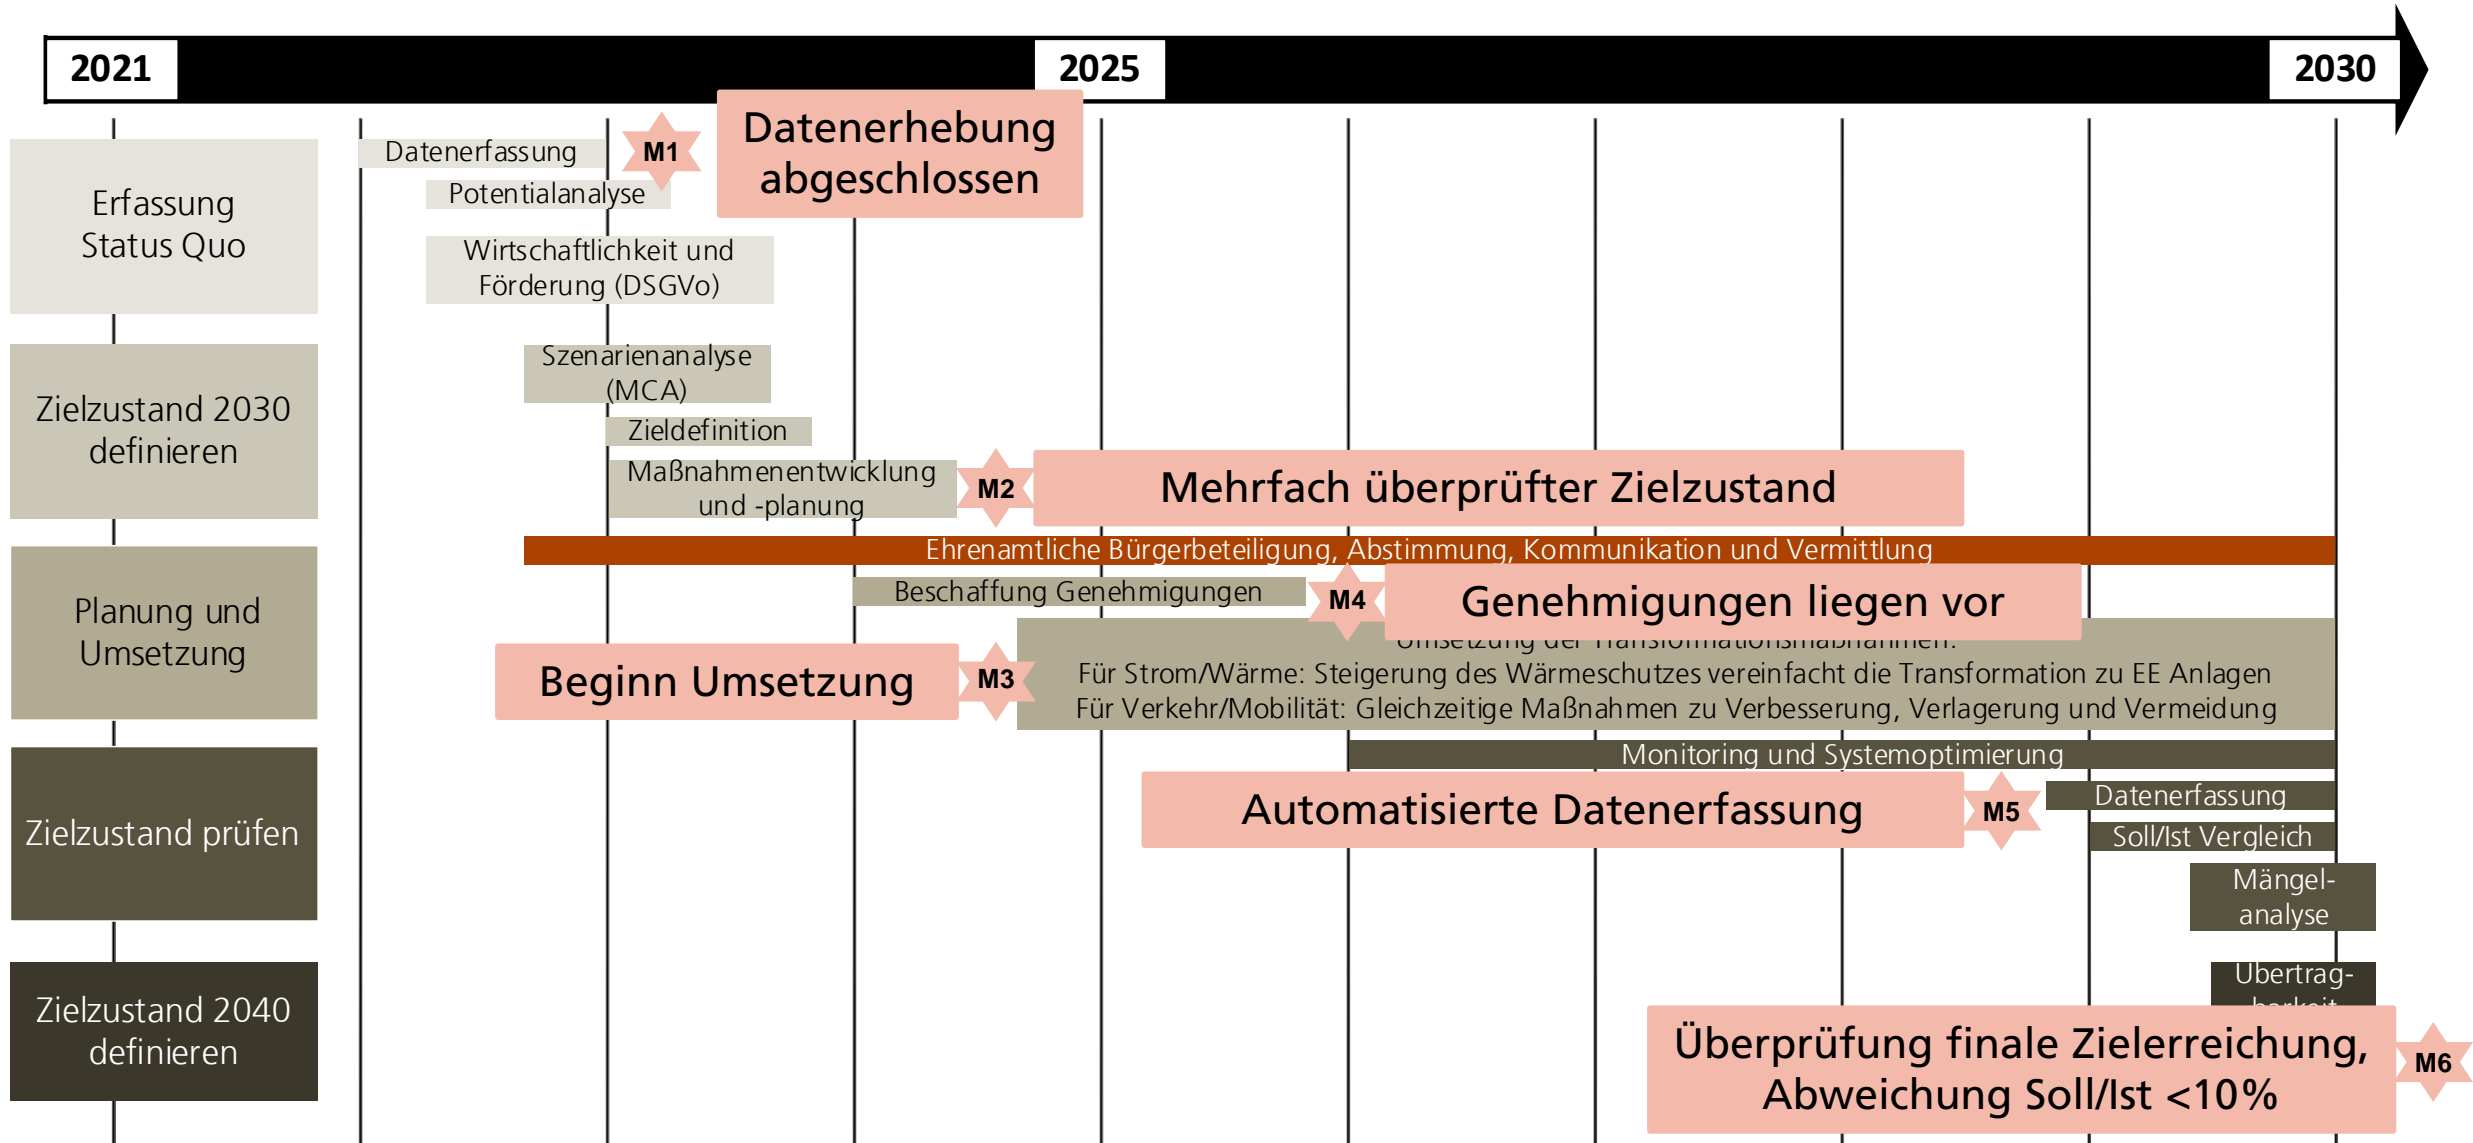 2021
2025
2030
Erfassung
Status Quo
Datenerfassung
M1
Datenerhebung
abgeschlossen
Potentialanalyse
Wirtschaftlichkeit und
Förderung (DSGVo)
Zielzustand 2030
definieren
Szenarienanalyse
(MCA)
Zieldefinition
Maßnahmenentwicklung
und -planung
M2
Mehrfach überprüfter Zielzustand
Planung und
Umsetzung
Ehrenamtliche Bürgerbeteiligung, Abstimmung, Kommunikation und Vermittlung
Beschaffung Genehmigungen
M4
Genehmigungen liegen vor
Beginn Umsetzung
M3
Umsetzung der Transformationsmaßnahmen:
Für Strom/Wärme: Steigerung des Wärmeschutzes vereinfacht die Transformation zu EE Anlagen
Für Verkehr/Mobilität: Gleichzeitige Maßnahmen zu Verbesserung, Verlagerung und Vermeidung
Zielzustand prüfen
Monitoring und Systemoptimierung
Automatisierte Datenerfassung
M5
Datenerfassung
Soll/Ist Vergleich
Mängel-
analyse
Zielzustand 2040
definieren
Übertrag-
barkeit
Überprüfung finale Zielerreichung,
Abweichung Soll/Ist <10%
M6